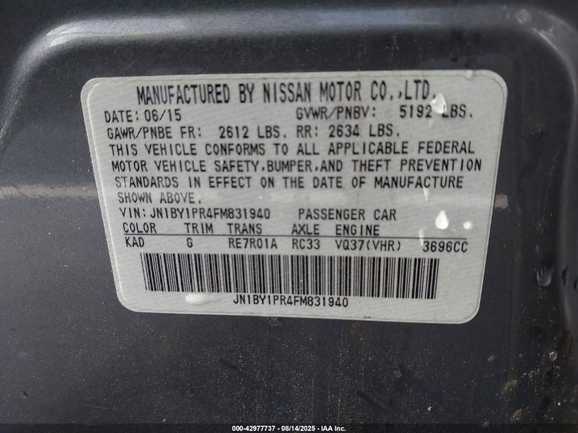 MANUFACTURED BY NISSAN MOTOR CO.,LTD.
DATE: 06/15 GVWR/PNBV: 5192 LBS.
GAWR/PNBE FR: 2612 LBS. RR: 2634 LBS.
THIS VEHICLE CONFORMS TO ALL APPLICABLE FEDERAL
MOTOR VEHICLE SAFETY,BUMPER,AND THEFT PREVENTION
STANDARDS IN EFFECT ON THE DATE OF MANUFACTURE
SHOWN ABOVE.
VIN: JN1BY1PR4FM831940 PASSENGER CAR
COLOR TRIM TRANS AXLE ENGINE
KAD G RE7R01A RC33 VQ37(VHR) 3696CC
JN1BY1PR4FM831940
000-42977737 - 08/14/2025 - IAA Inc.